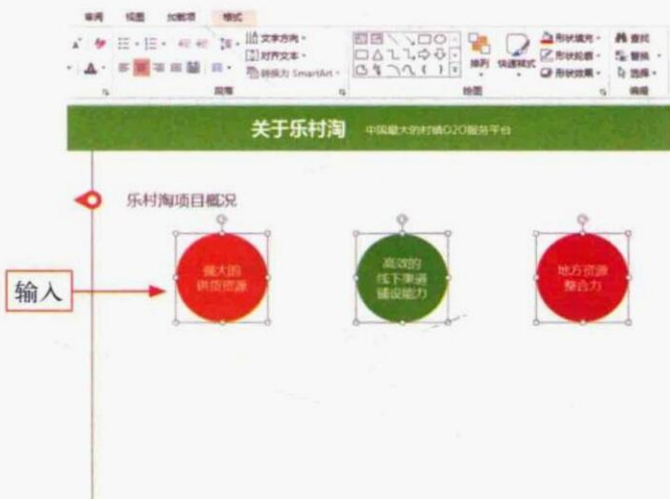 审阅 视图 加载项 格式
文字方向
对齐文本
转换为 SmartArt
段落
排列
快速样式
形状填充
形状轮廓
形状效果
绘图
查找
替换
选择
编辑
关于乐村淘 中国最大的村镇O2O服务平台
乐村淘项目概况
输入
强大的
供货资源
高效的
线下渠道
铺设能力
地方资源
整合力